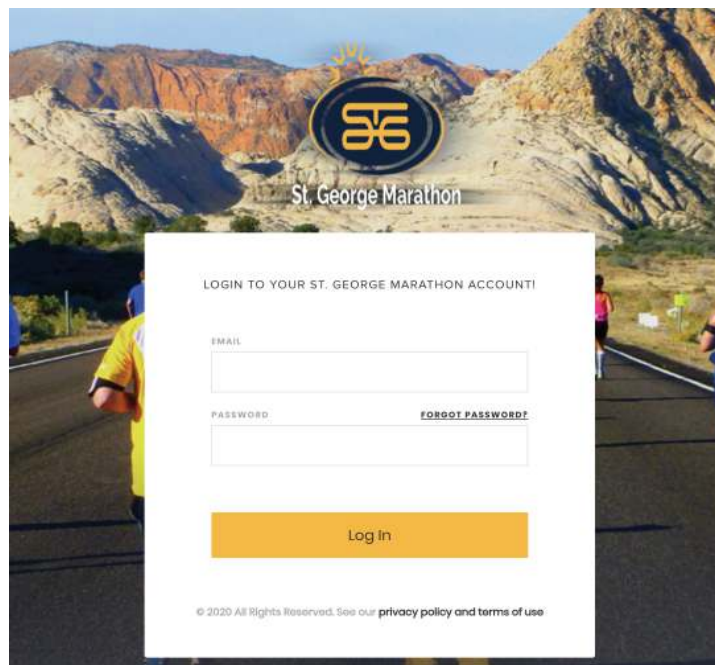 STGG
St. George Marathon
LOGIN TO YOUR ST. GEORGE MARATHON ACCOUNT!
EMAIL
PASSWORD FORGOT PASSWORD?
Log In
© 2020 All Rights Reserved. See our privacy policy and terms of use